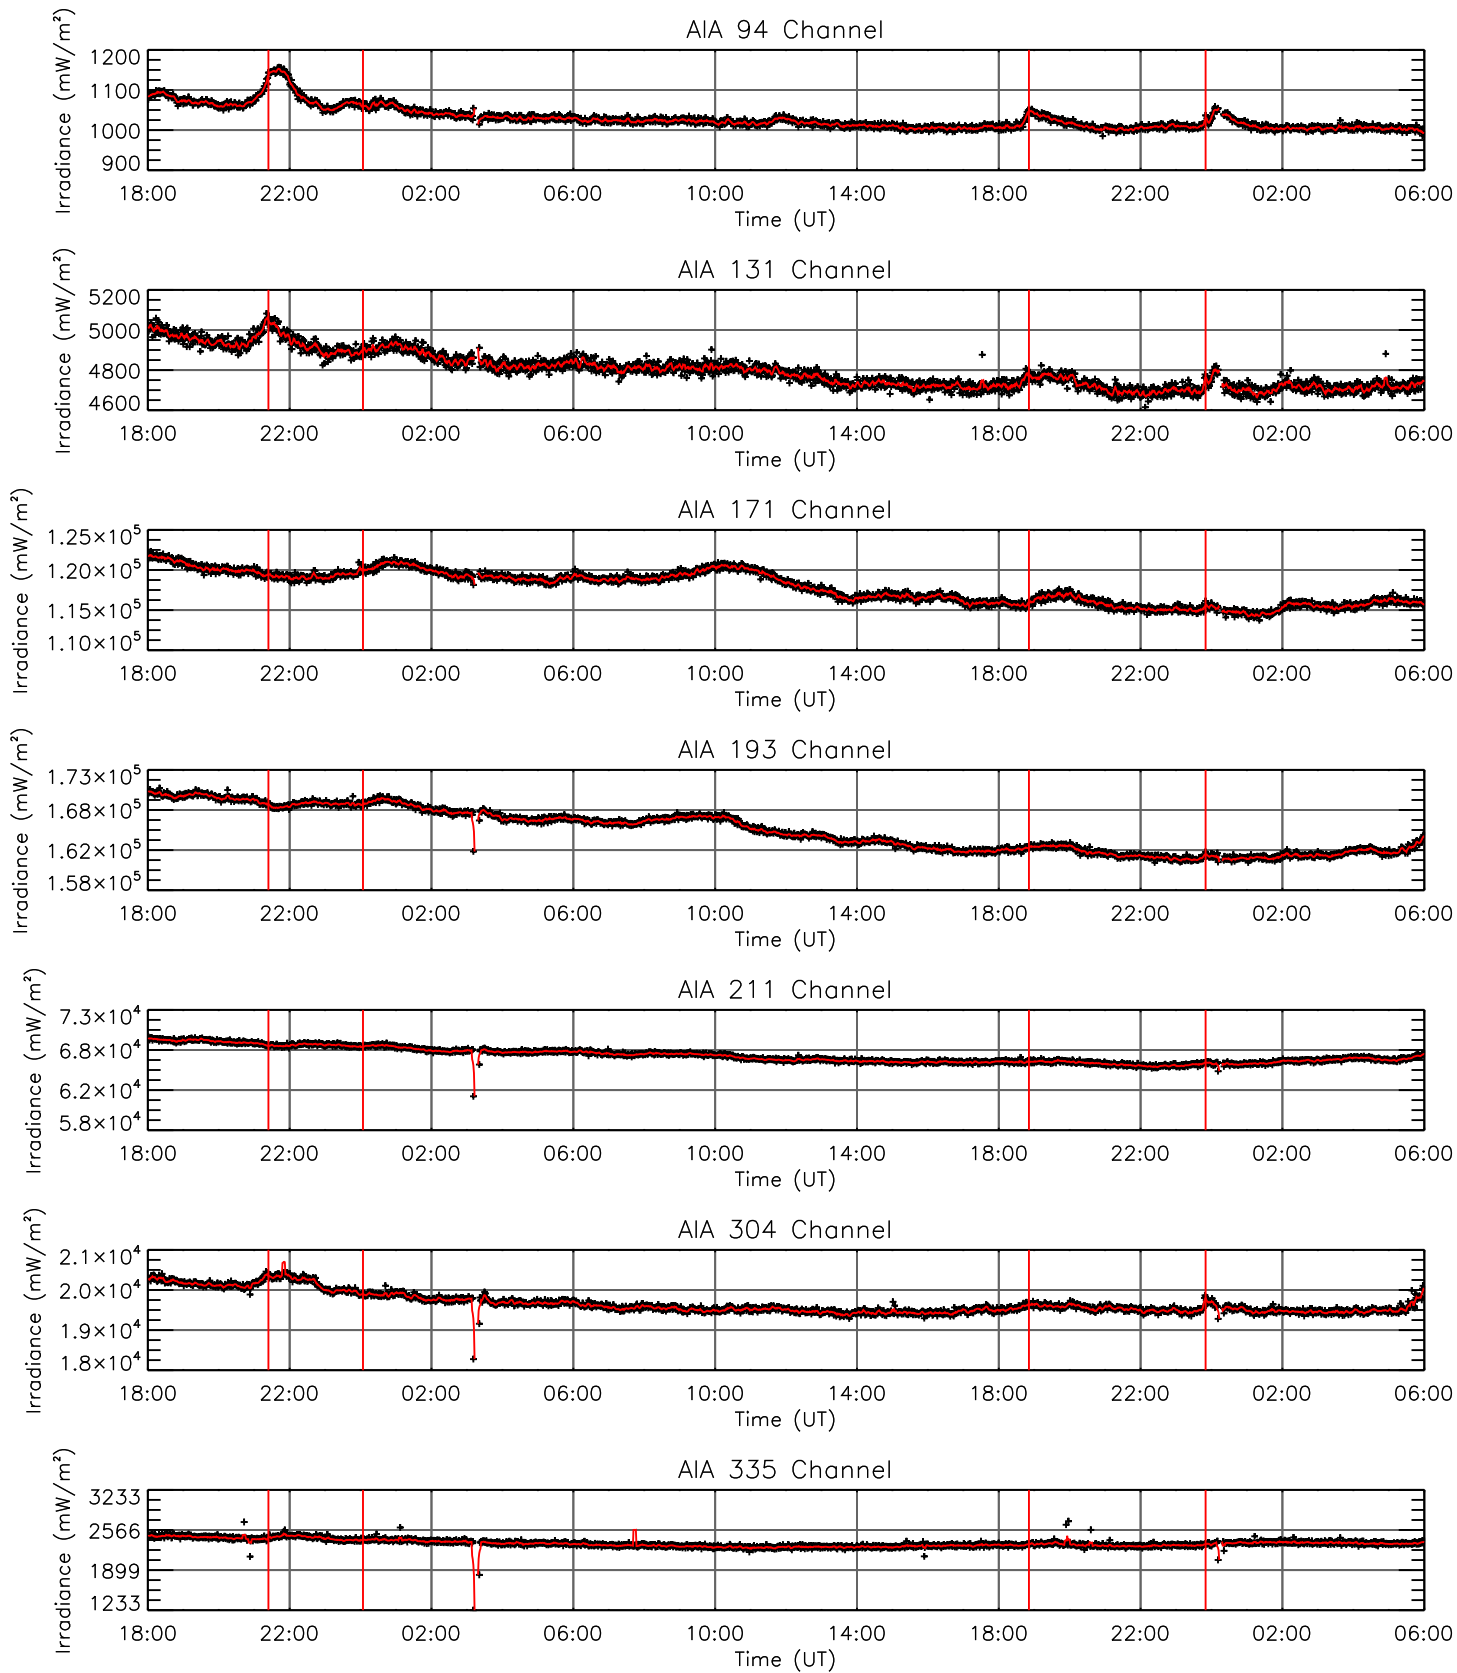 AIA 94 Channel
Irradiance (mW/m²)
1200
1100
1000
900
18:00 22:00 02:00 06:00 10:00 14:00 18:00 22:00 02:00 06:00
Time (UT)
AIA 131 Channel
Irradiance (mW/m²)
5200
5000
4800
4600
18:00 22:00 02:00 06:00 10:00 14:00 18:00 22:00 02:00 06:00
Time (UT)
AIA 171 Channel
Irradiance (mW/m²)
1.25×10⁵
1.20×10⁵
1.15×10⁵
1.10×10⁵
18:00 22:00 02:00 06:00 10:00 14:00 18:00 22:00 02:00 06:00
Time (UT)
AIA 193 Channel
Irradiance (mW/m²)
1.73×10⁵
1.68×10⁵
1.62×10⁵
1.58×10⁵
18:00 22:00 02:00 06:00 10:00 14:00 18:00 22:00 02:00 06:00
Time (UT)
AIA 211 Channel
Irradiance (mW/m²)
7.3×10⁴
6.8×10⁴
6.2×10⁴
5.8×10⁴
18:00 22:00 02:00 06:00 10:00 14:00 18:00 22:00 02:00 06:00
Time (UT)
AIA 304 Channel
Irradiance (mW/m²)
2.1×10⁴
2.0×10⁴
1.9×10⁴
1.8×10⁴
18:00 22:00 02:00 06:00 10:00 14:00 18:00 22:00 02:00 06:00
Time (UT)
AIA 335 Channel
Irradiance (mW/m²)
3233
2566
1899
1233
18:00 22:00 02:00 06:00 10:00 14:00 18:00 22:00 02:00 06:00
Time (UT)